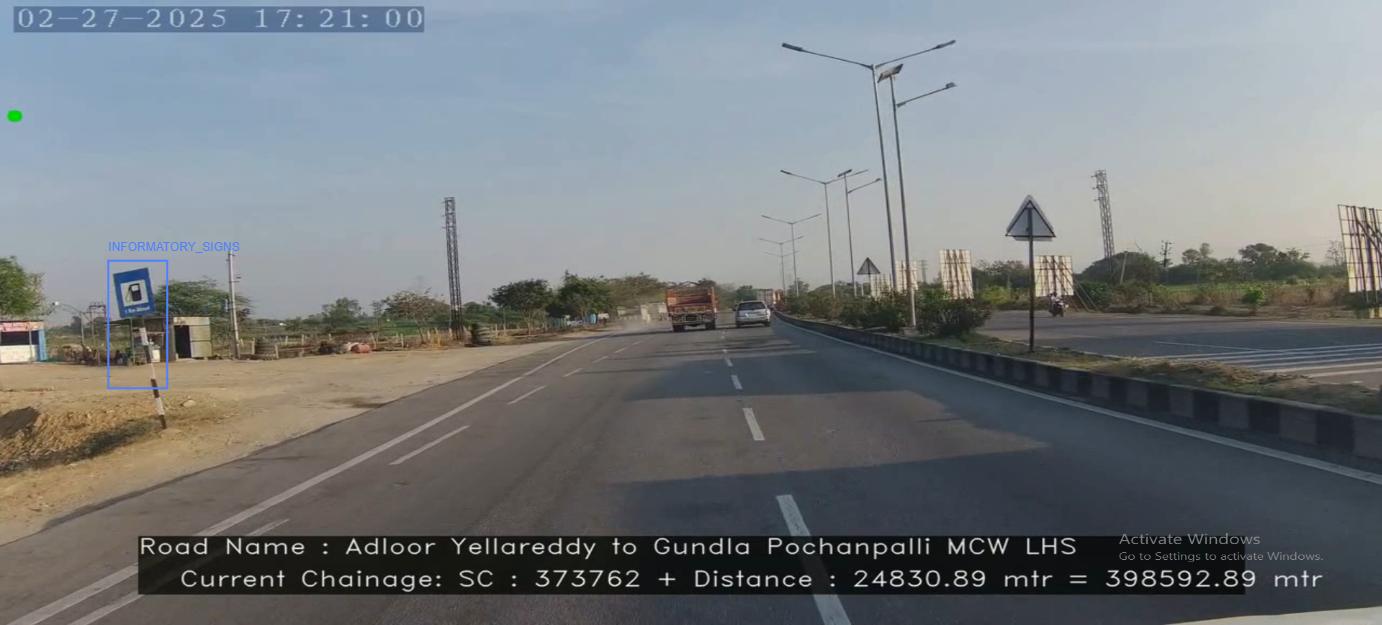 02-27-2025 17:21:00
INFORMATORY_SIGNS
Road Name : Adloor Yellareddy to Gundla Pochanpalli MCW LHS
Current Chainage: SC : 373762 + Distance : 24830.89 mtr = 398592.89 mtr
Activate Windows
Go to Settings to activate Windows.